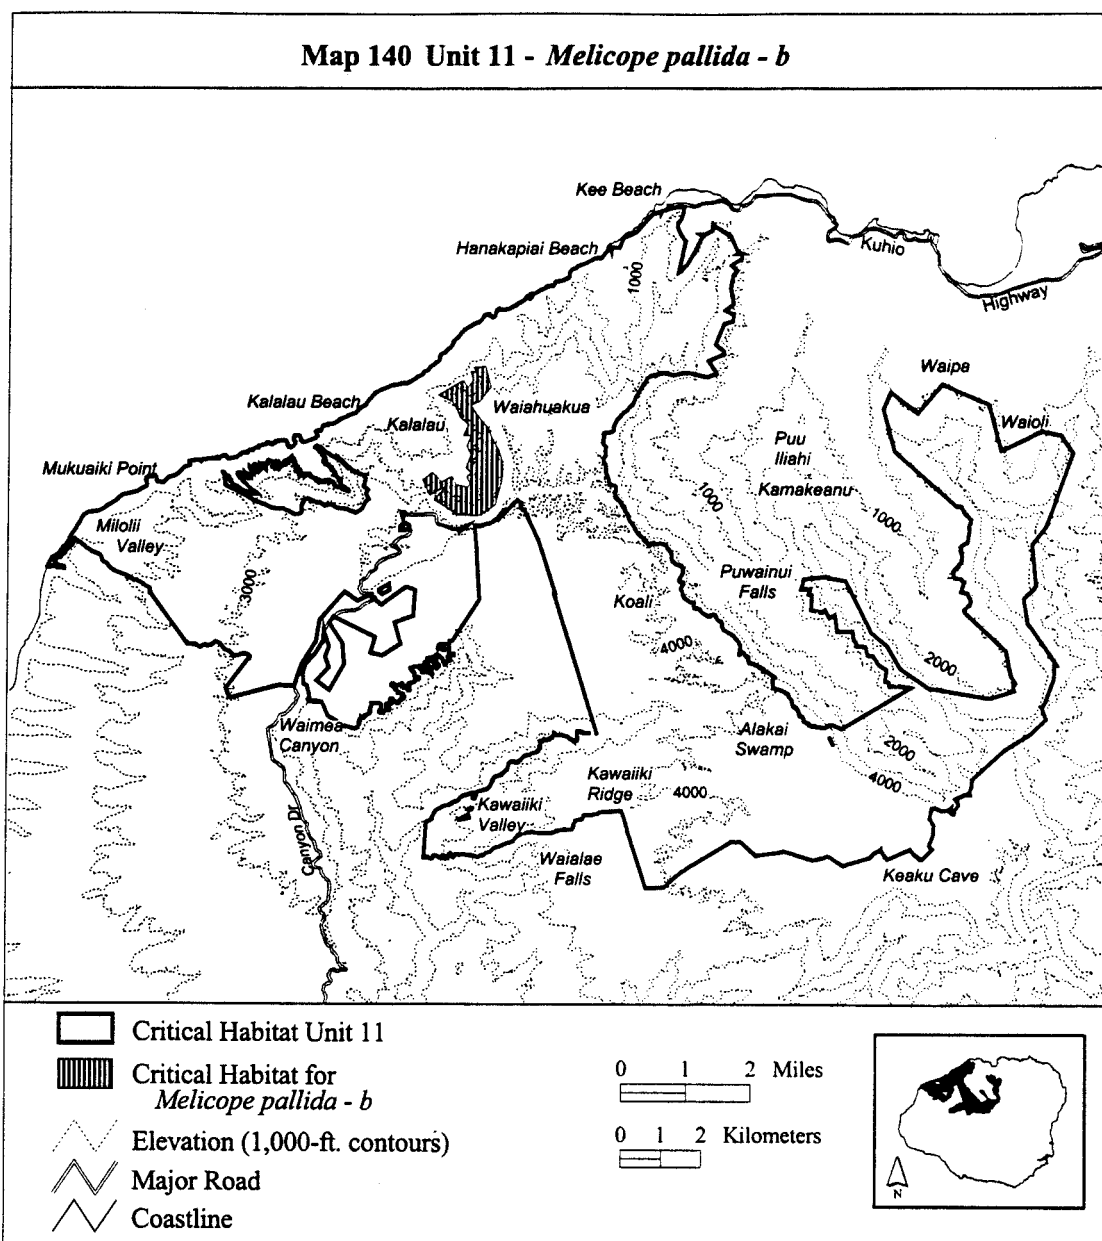 Map 140 Unit 11 - Melicope pallida - b
Kee Beach
Hanakapiai Beach
Kuhio
Highway
1000
Waipa
Kalalau Beach
Waiahuakua
Kalalau
Waioli
Puu
Iliahi
Mukuaiki Point
Kamakeanu
1000
1000
Milolii
Valley
3000
Puwainui
Falls
Koali
4000
2000
Waimea
Canyon
Alakai
Swamp
2000
4000
Kawaiiki
Ridge
4000
Kawaiiki
Valley
Canyon Dr
Waialae
Falls
Keaku Cave
Critical Habitat Unit 11
Critical Habitat for
Melicope pallida - b
Elevation (1,000-ft. contours)
Major Road
Coastline
0 1 2 Miles
0 1 2 Kilometers
N